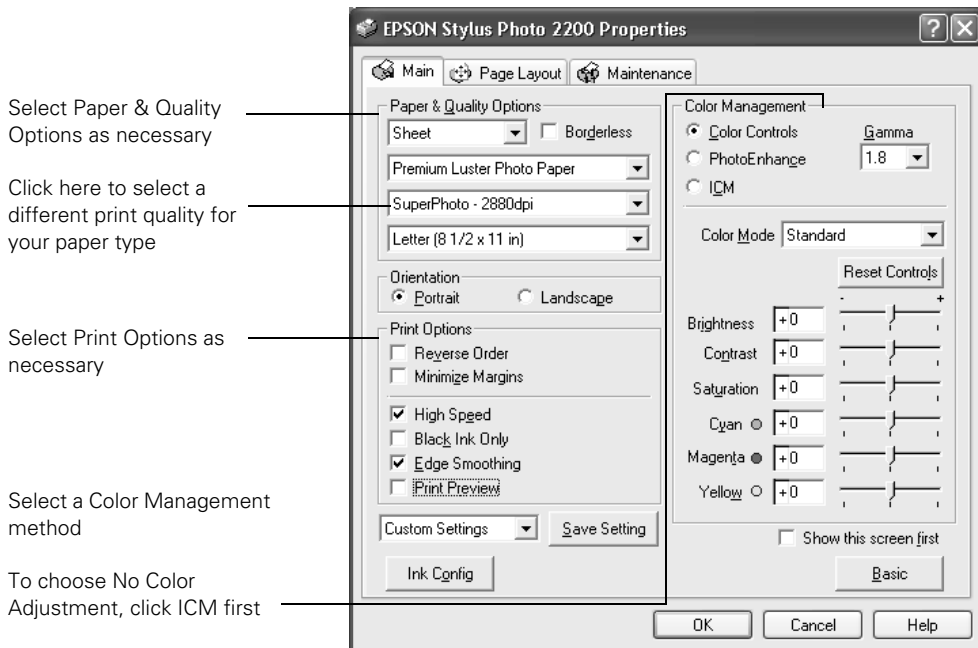 EPSON Stylus Photo 2200 Properties
Main
Page Layout
Maintenance
Select Paper & Quality
Options as necessary
Click here to select a
different print quality for
your paper type
Select Print Options as
necessary
Select a Color Management
method
To choose No Color
Adjustment, click ICM first
Paper & Quality Options
Sheet
Borderless
Premium Luster Photo Paper
SuperPhoto - 2880dpi
Letter (8 1/2 x 11 in)
Orientation
Portrait
Landscape
Print Options
Reverse Order
Minimize Margins
High Speed
Black Ink Only
Edge Smoothing
Print Preview
Custom Settings
Save Setting
Ink Config
Color Management
Color Controls
PhotoEnhance
ICM
Gamma
1.8
Color Mode Standard
Reset Controls
- +
Brightness +0
Contrast +0
Saturation +0
Cyan +0
Magenta +0
Yellow +0
Show this screen first
Basic
OK
Cancel
Help